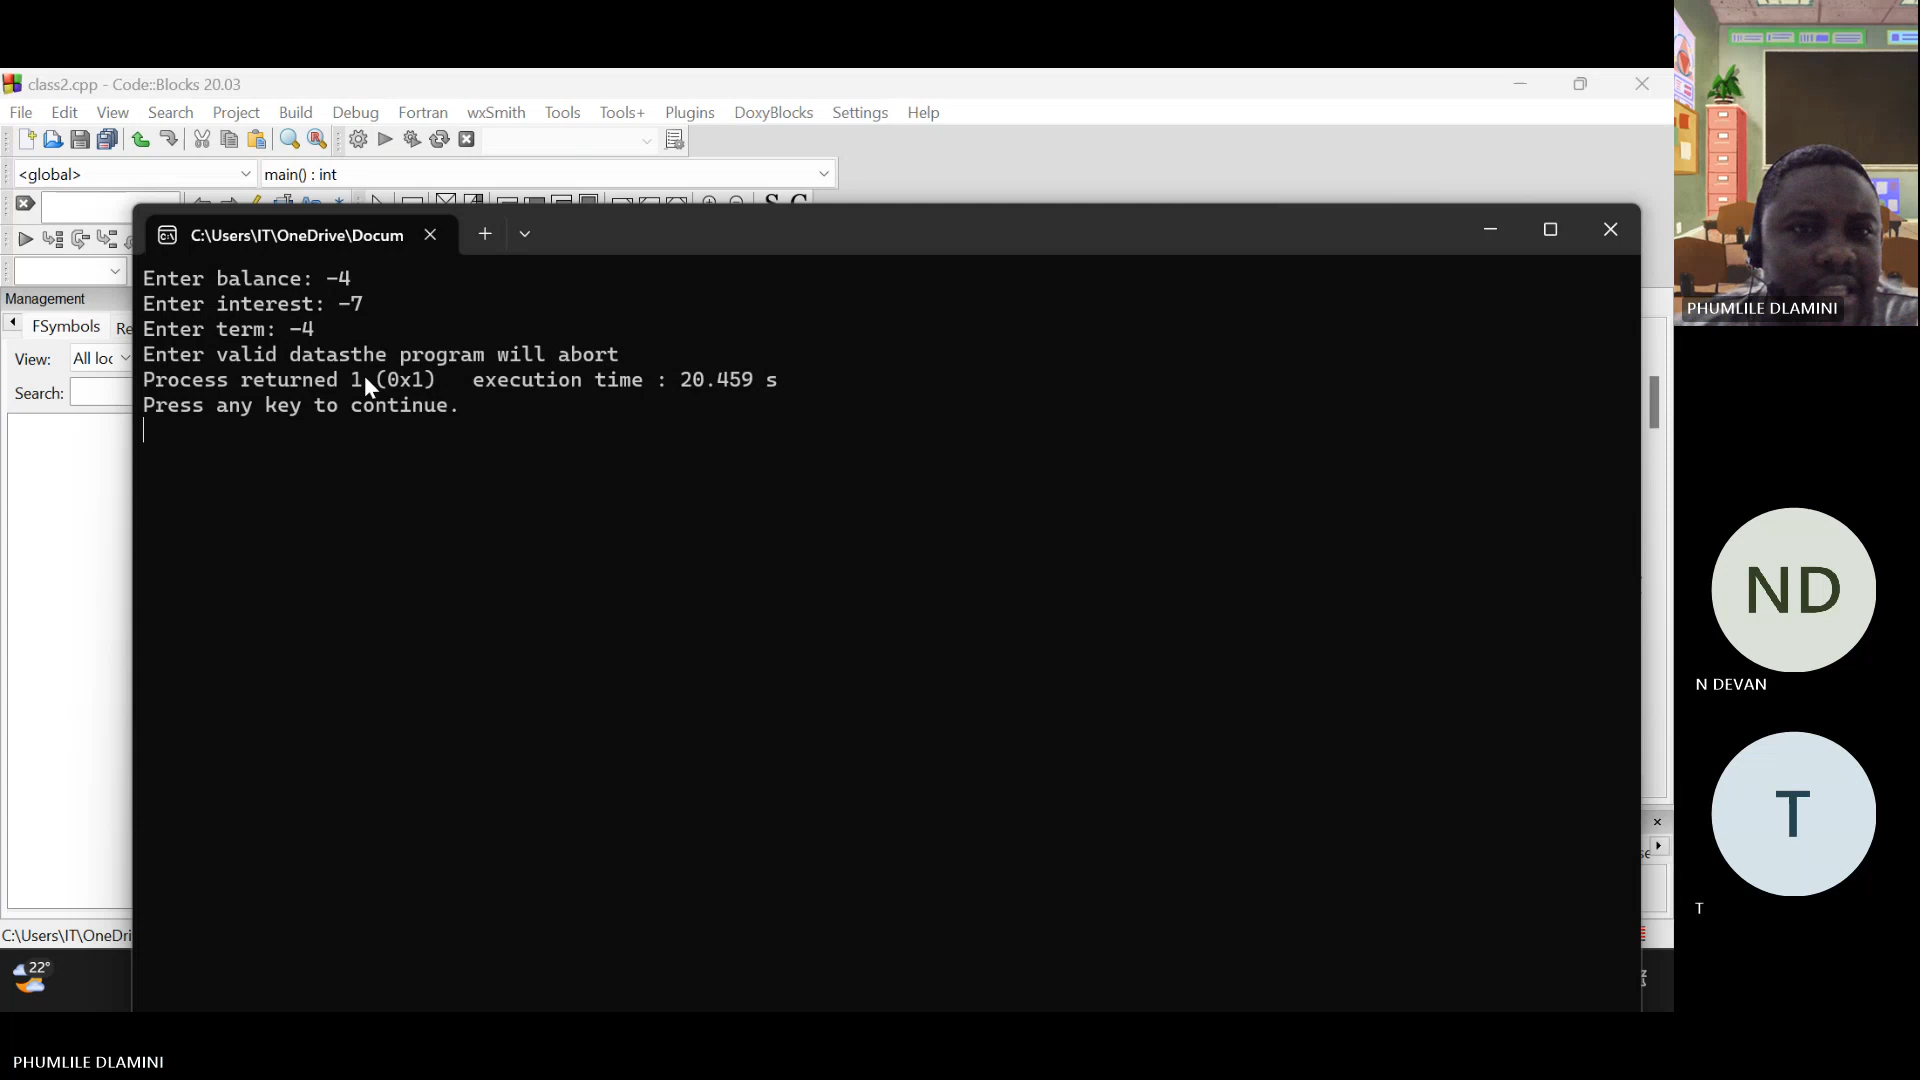 class2.cpp - Code::Blocks 20.03
File Edit View Search Project Build Debug Fortran wxSmith Tools Tools+ Plugins DoxyBlocks Settings Help
<global> main() : int
S C
C:\Users\IT\OneDrive\Docum
Management
FSymbols Re
View: All loc
Search:
Enter balance: -4
Enter interest: -7
Enter term: -4
Enter valid datasthe program will abort
Process returned 1 (0x1)   execution time : 20.459 s
Press any key to continue.
C:\Users\IT\OneDri
22°
PHUMLILE DLAMINI
ND
N DEVAN
T
T
PHUMLILE DLAMINI